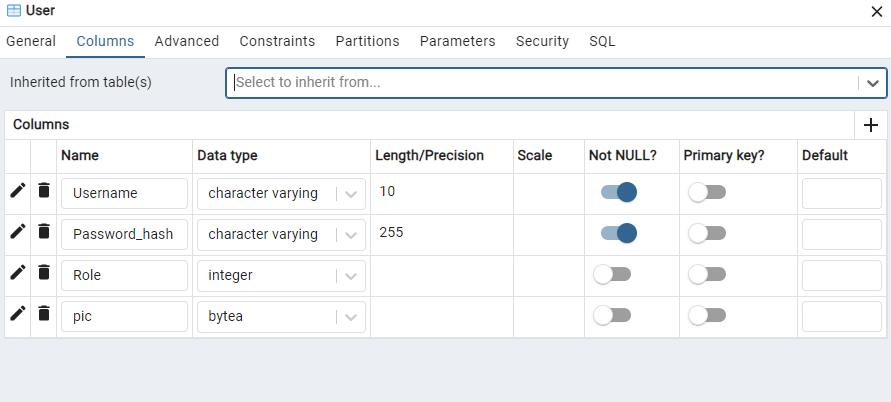 User
General Columns Advanced Constraints Partitions Parameters Security SQL
Inherited from table(s) Select to inherit from...
Columns
Name Data type Length/Precision Scale Not NULL? Primary key? Default
Username character varying 10
Password_hash character varying 255
Role integer
pic bytea